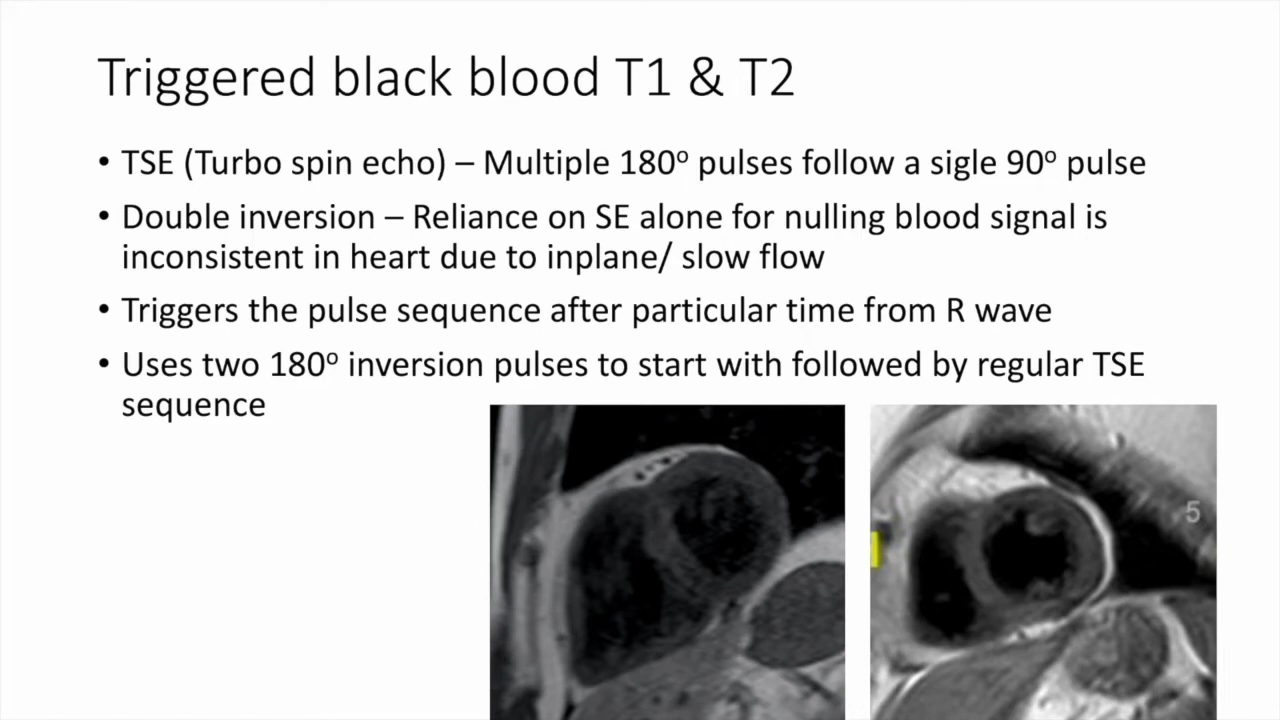 Triggered black blood T1 & T2
• TSE (Turbo spin echo) – Multiple 180º pulses follow a sigle 90º pulse
• Double inversion – Reliance on SE alone for nulling blood signal is
inconsistent in heart due to inplane/ slow flow
• Triggers the pulse sequence after particular time from R wave
• Uses two 180º inversion pulses to start with followed by regular TSE
sequence
5